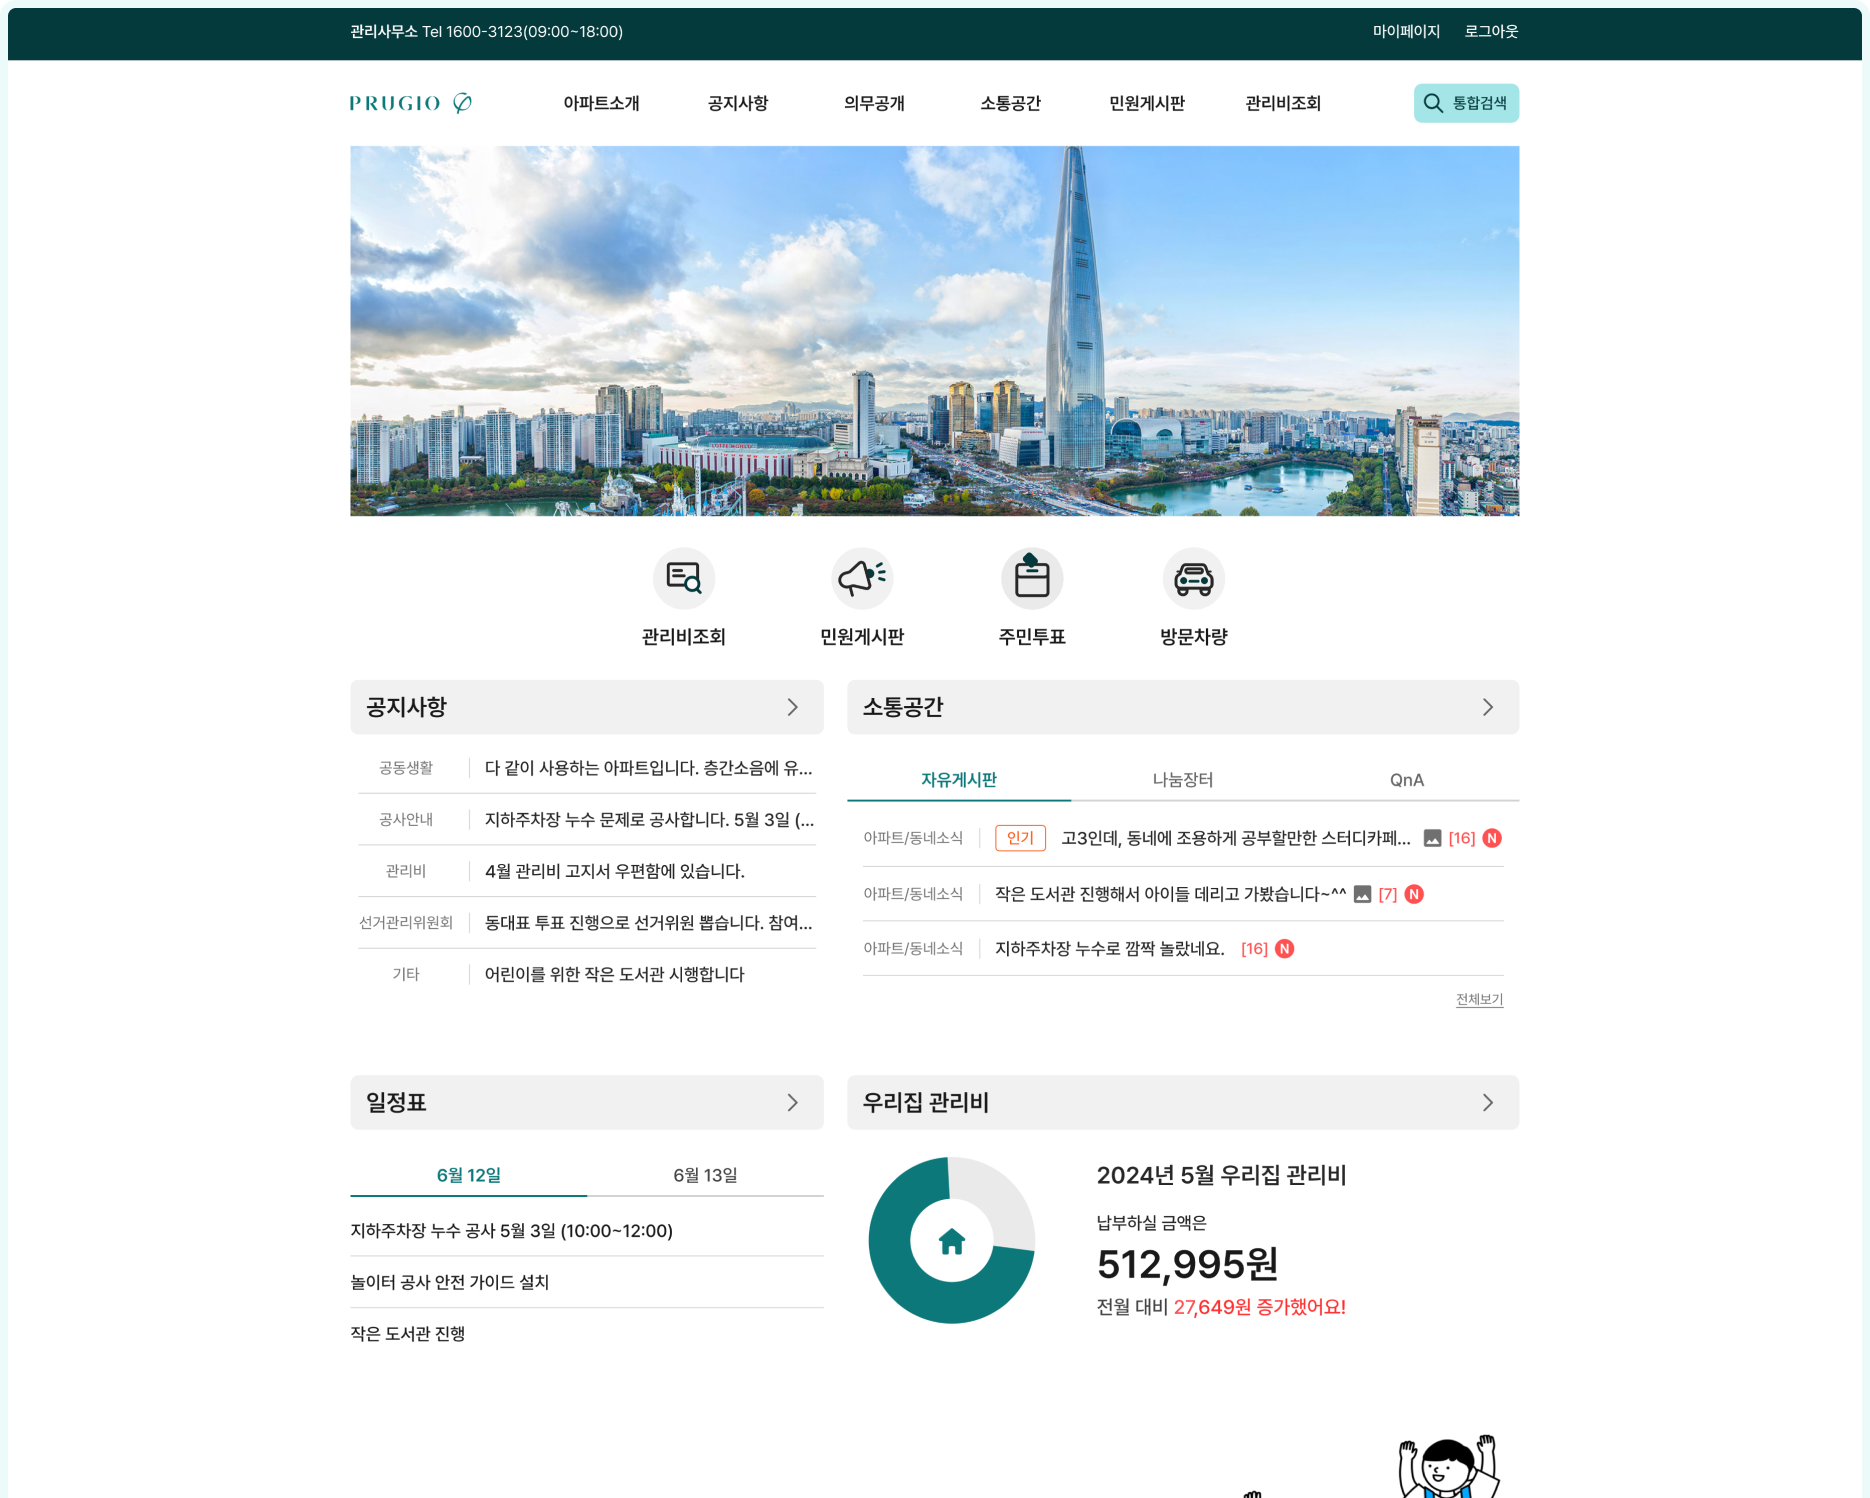 관리사무소 Tel 1600-3123(09:00~18:00)
마이페이지 로그아웃
PRUGIO
아파트소개 공지사항 의무공개 소통공간 민원게시판 관리비조회
통합검색
관리비조회 민원게시판 주민투표 방문차량
공지사항
공동생활 다 같이 사용하는 아파트입니다. 층간소음에 유...
공사안내 지하주차장 누수 문제로 공사합니다. 5월 3일 (...
관리비 4월 관리비 고지서 우편함에 있습니다.
선거관리위원회 동대표 투표 진행으로 선거위원 뽑습니다. 참여...
기타 어린이를 위한 작은 도서관 시행합니다
소통공간
자유게시판 나눔장터 QnA
아파트/동네소식 인기 고3인데, 동네에 조용하게 공부할만한 스터디카페... [16] N
아파트/동네소식 작은 도서관 진행해서 아이들 데리고 가봤습니다~^^ [7] N
아파트/동네소식 지하주차장 누수로 깜짝 놀랐네요. [16] N
전체보기
일정표
6월 12일 6월 13일
지하주차장 누수 공사 5월 3일 (10:00~12:00)
놀이터 공사 안전 가이드 설치
작은 도서관 진행
우리집 관리비
2024년 5월 우리집 관리비
납부하실 금액은
512,995원
전월 대비 27,649원 증가했어요!